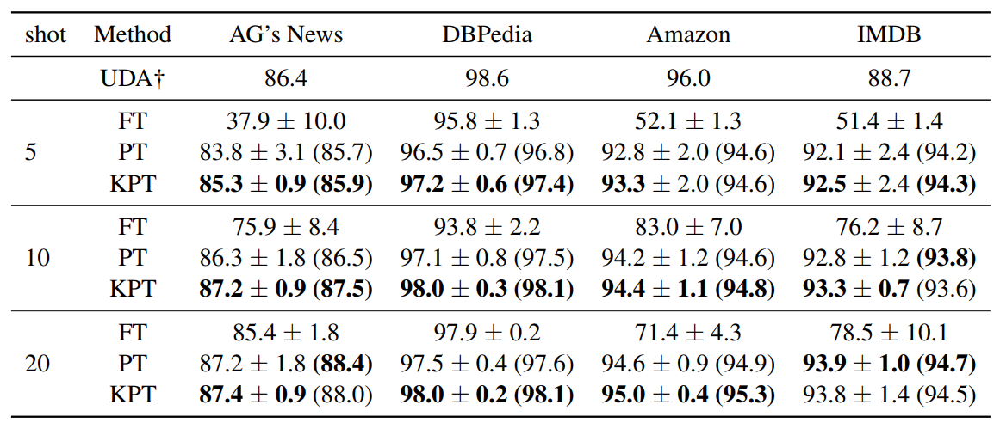 shot Method AG's News DBPedia Amazon IMDB
UDA† 86.4 98.6 96.0 88.7
FT 37.9 ± 10.0 95.8 ± 1.3 52.1 ± 1.3 51.4 ± 1.4
5 PT 83.8 ± 3.1 (85.7) 96.5 ± 0.7 (96.8) 92.8 ± 2.0 (94.6) 92.1 ± 2.4 (94.2)
KPT 85.3 ± 0.9 (85.9) 97.2 ± 0.6 (97.4) 93.3 ± 2.0 (94.6) 92.5 ± 2.4 (94.3)
FT 75.9 ± 8.4 93.8 ± 2.2 83.0 ± 7.0 76.2 ± 8.7
10 PT 86.3 ± 1.8 (86.5) 97.1 ± 0.8 (97.5) 94.2 ± 1.2 (94.6) 92.8 ± 1.2 (93.8)
KPT 87.2 ± 0.9 (87.5) 98.0 ± 0.3 (98.1) 94.4 ± 1.1 (94.8) 93.3 ± 0.7 (93.6)
FT 85.4 ± 1.8 97.9 ± 0.2 71.4 ± 4.3 78.5 ± 10.1
20 PT 87.2 ± 1.8 (88.4) 97.5 ± 0.4 (97.6) 94.6 ± 0.9 (94.9) 93.9 ± 1.0 (94.7)
KPT 87.4 ± 0.9 (88.0) 98.0 ± 0.2 (98.1) 95.0 ± 0.4 (95.3) 93.8 ± 1.4 (94.5)